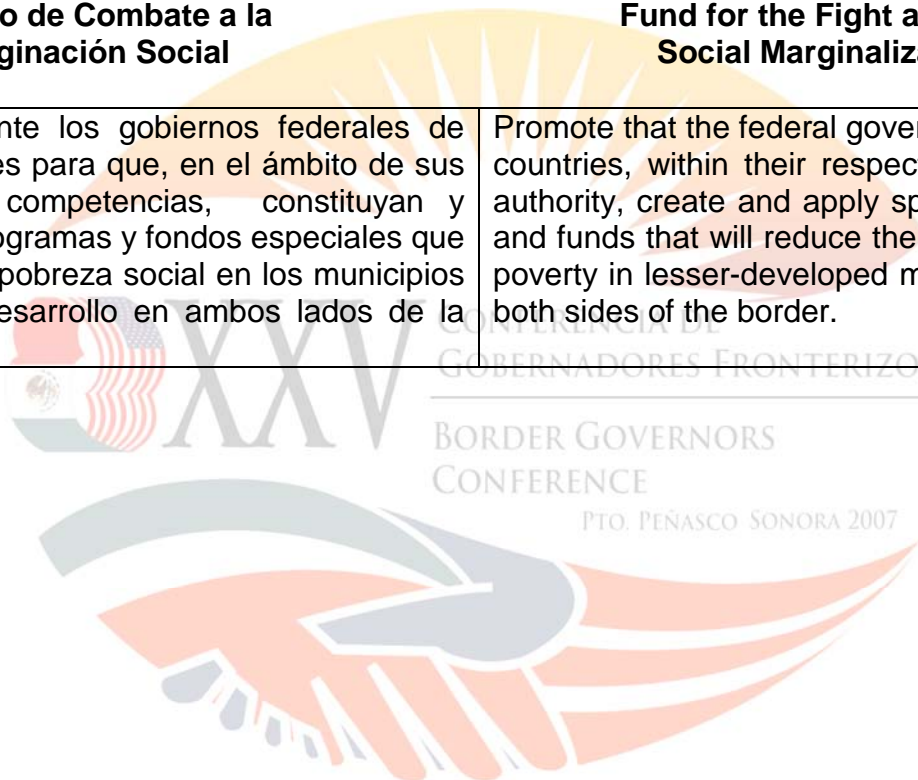 o de Combate a la
ginación Social
Fund for the Fight a
Social Marginaliza
nte los gobiernos federales de
es para que, en el ámbito de sus
competencias, constituyan y
ogramas y fondos especiales que
pobreza social en los municipios
esarrollo en ambos lados de la
Promote that the federal gover
countries, within their respec
authority, create and apply sp
and funds that will reduce the
poverty in lesser-developed m
both sides of the border.
XXV
CONFERENCIA DE
GOBERNADORES FRONTERIZO
BORDER GOVERNORS
CONFERENCE
PTO. PEÑASCO SONORA 2007